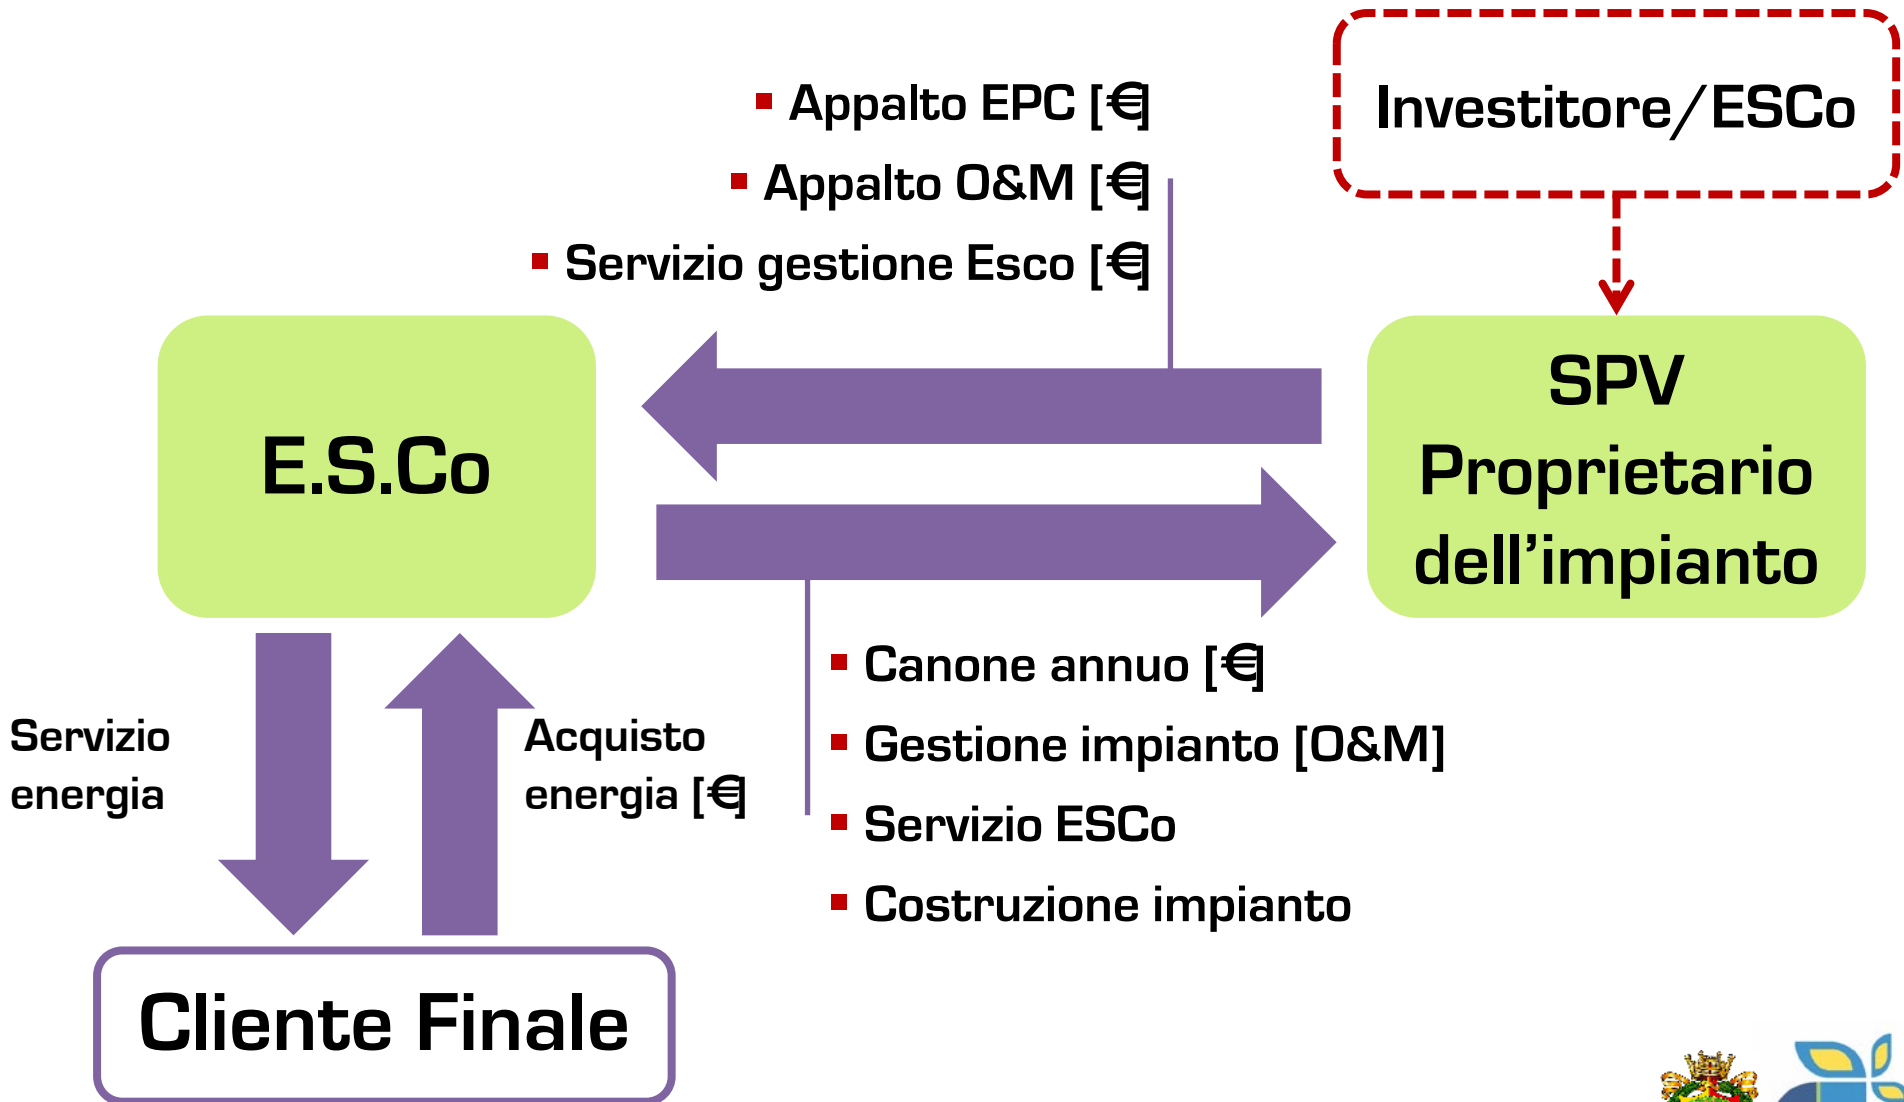 ▪ Appalto EPC [€]
▪ Appalto O&M [€]
▪ Servizio gestione Esco [€]
Investitore/ESCo
E.S.Co
SPV
Proprietario
dell'impianto
Servizio
energia
Acquisto
energia [€]
▪ Canone annuo [€]
▪ Gestione impianto [O&M]
▪ Servizio ESCo
▪ Costruzione impianto
Cliente Finale